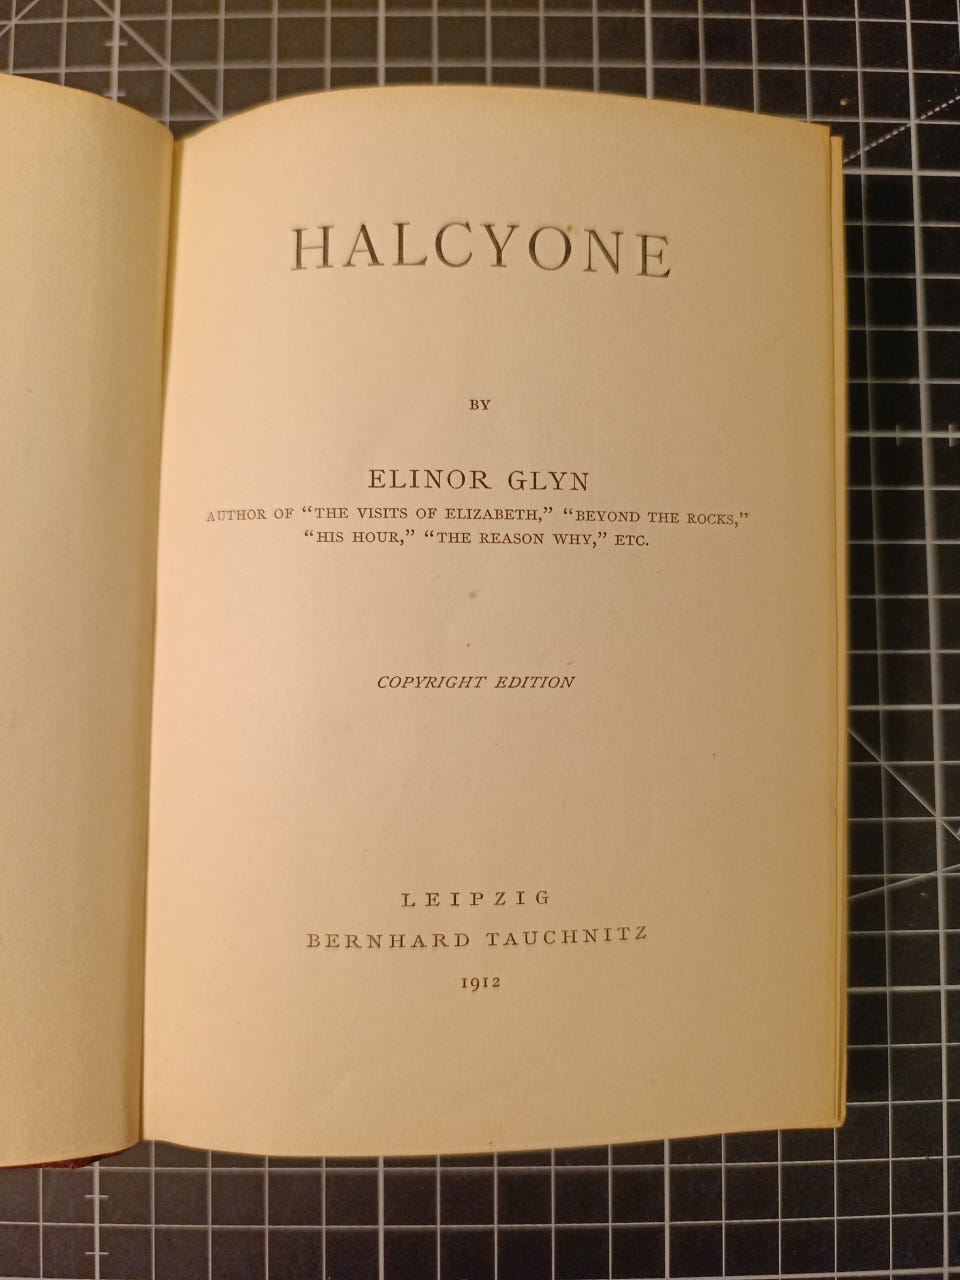 HALCYONE
BY
ELINOR GLYN
AUTHOR OF “THE VISITS OF ELIZABETH,” “BEYOND THE ROCKS,”
“HIS HOUR,” “THE REASON WHY,” ETC.
COPYRIGHT EDITION
LEIPZIG
BERNHARD TAUCHNITZ
1912